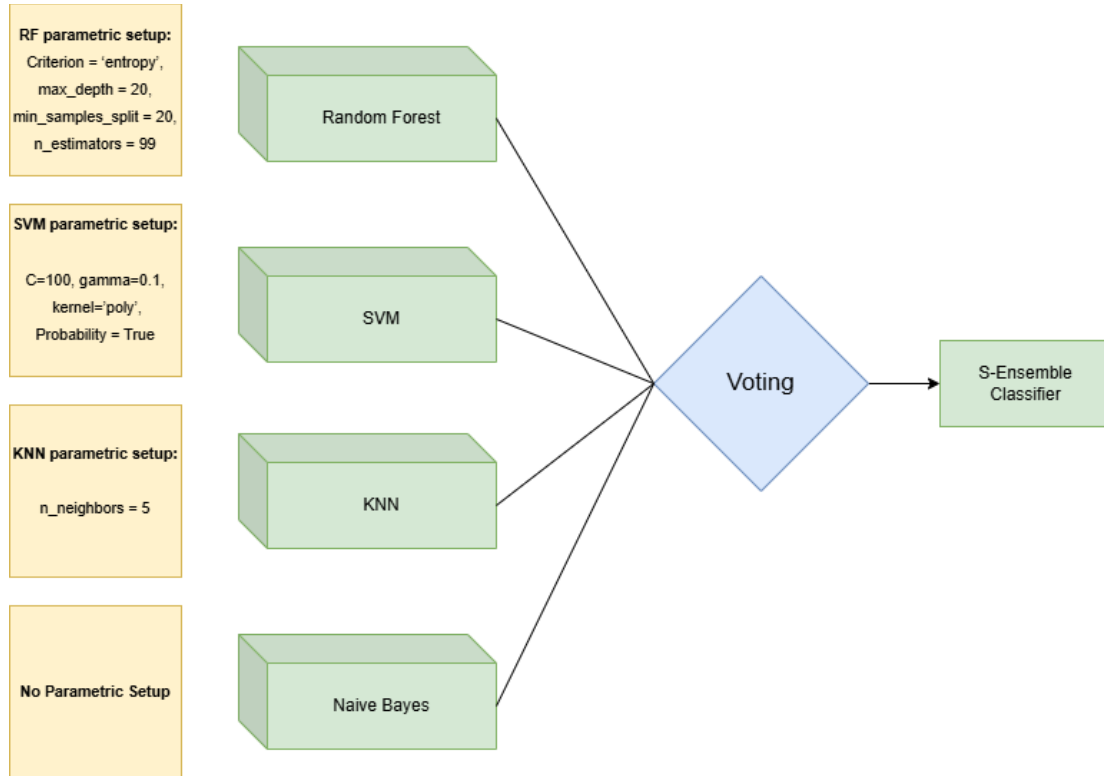 RF parametric setup:
Criterion = ‘entropy’,
max_depth = 20,
min_samples_split = 20,
n_estimators = 99
Random Forest
SVM parametric setup:
C=100, gamma=0.1,
kernel=’poly’,
Probability = True
SVM
Voting
S-Ensemble
Classifier
KNN parametric setup:
n_neighbors = 5
KNN
No Parametric Setup
Naive Bayes